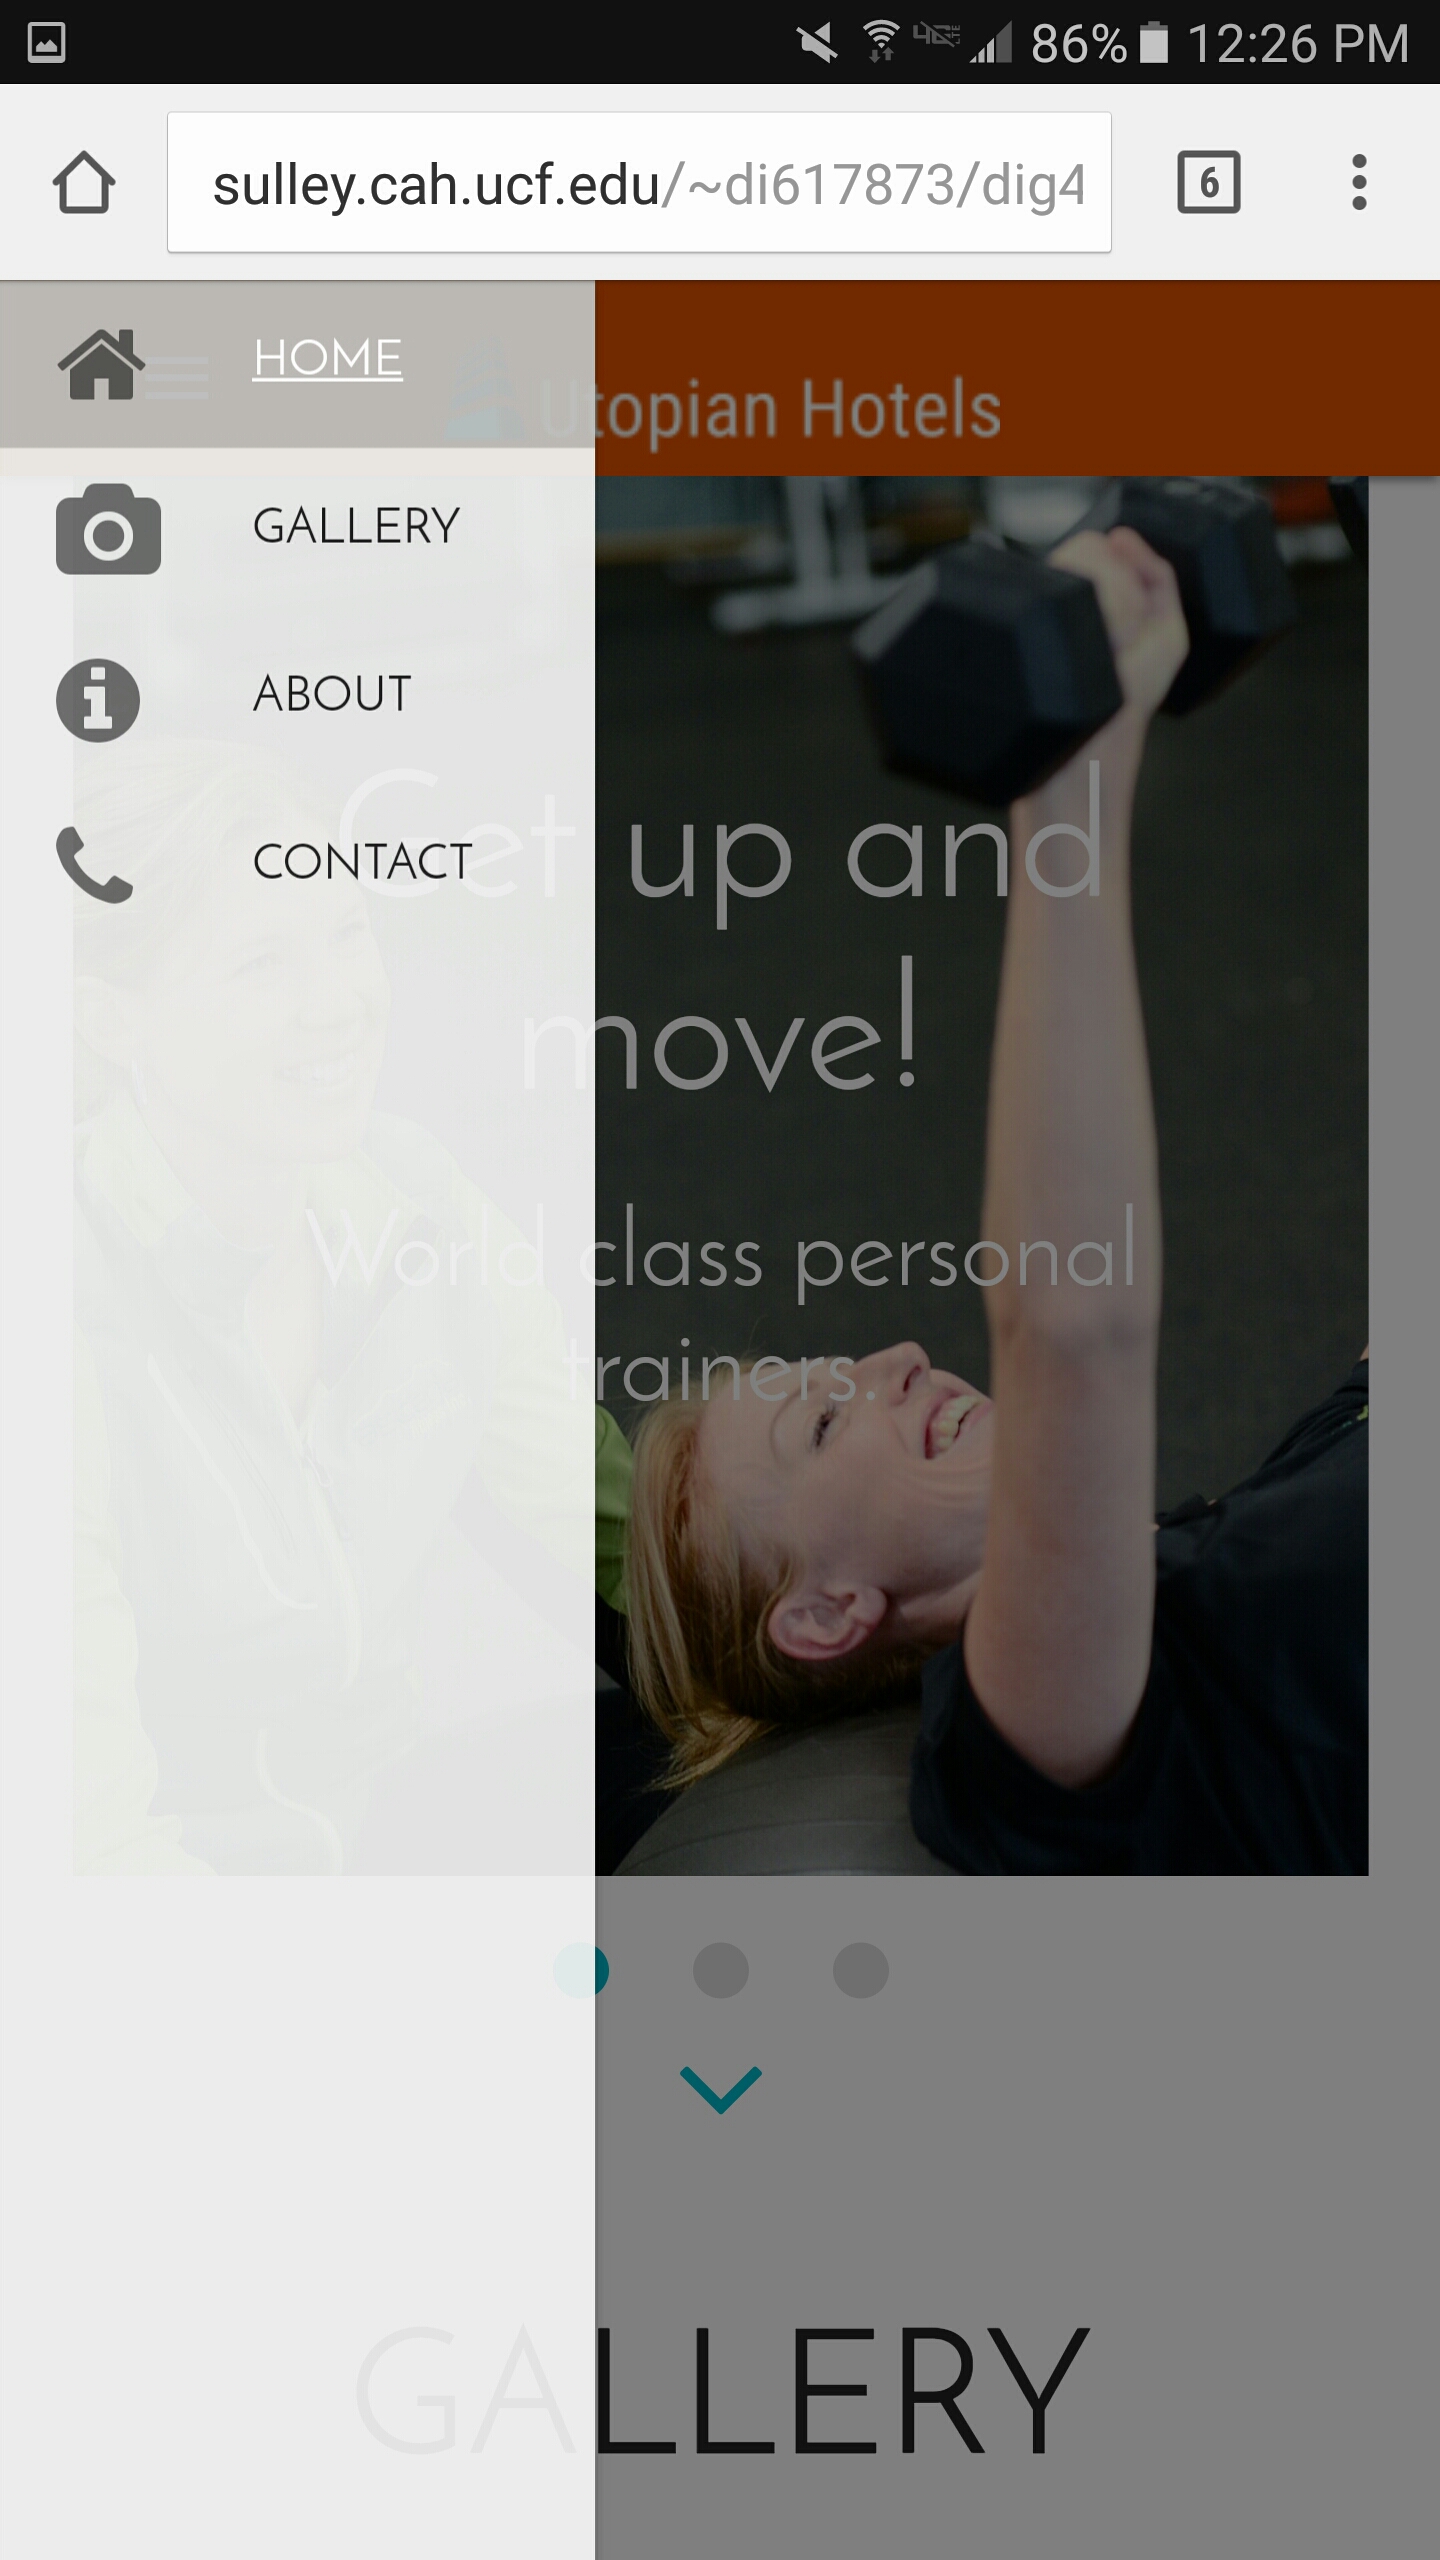 86% 12:26 PM
sulley.cah.ucf.edu/~di617873/dig4
6
HOME
Utopian Hotels
GALLERY
ABOUT
CONTACT
Get up and
move!
World class personal
trainers.
GALLERY